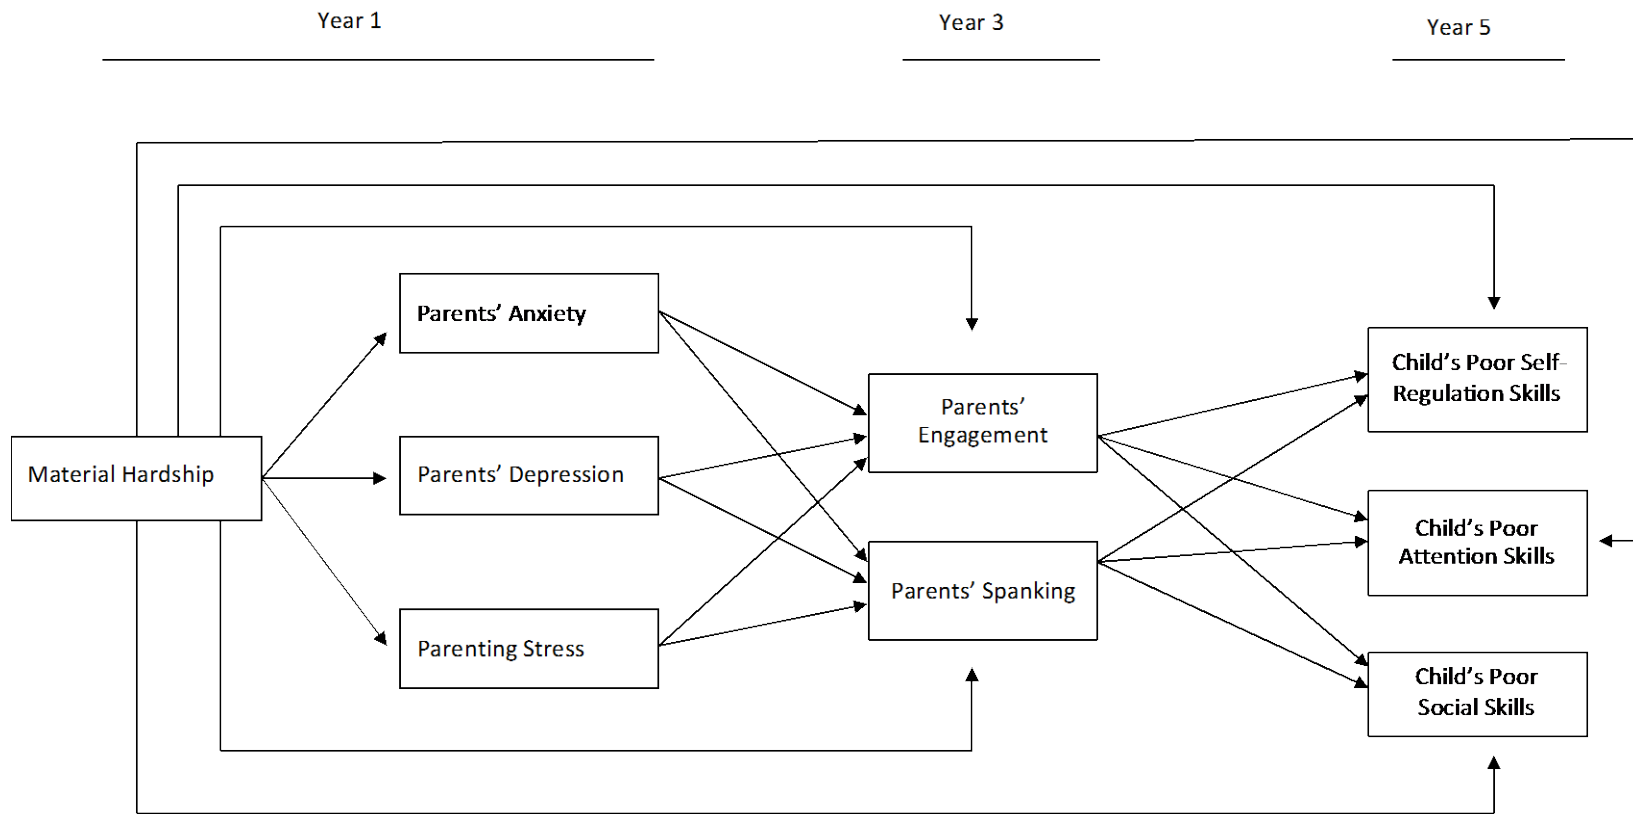 Year 1
Year 3
Year 5
Parents’ Anxiety
Child’s Poor Self-
Regulation Skills
Parents’
Engagement
Material Hardship
Parents’ Depression
Child’s Poor
Attention Skills
Parents’ Spanking
Parenting Stress
Child’s Poor
Social Skills